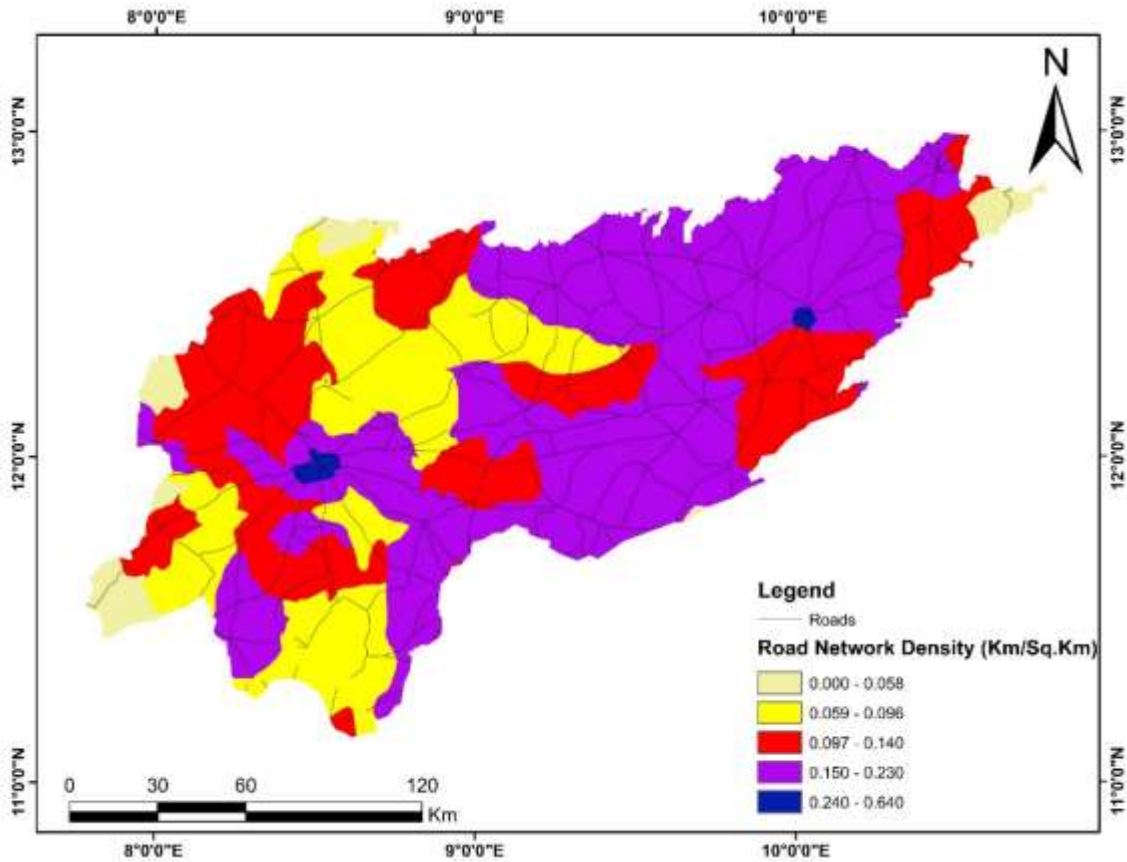 8°0'0"E 9°0'0"E 10°0'0"E
N
13°0'0"N 13°0'0"N
12°0'0"N 12°0'0"N
Legend
Roads
Road Network Density (Km/Sq.Km)
0.000 - 0.058
0.059 - 0.096
0.097 - 0.140
0.150 - 0.230
0.240 - 0.640
11°0'0"N 11°0'0"N
0 30 60 120
Km
8°0'0"E 9°0'0"E 10°0'0"E